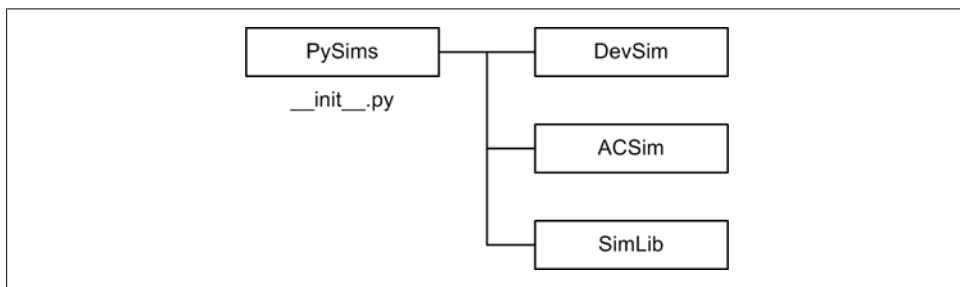 PySims
DevSim
__init__.py
ACSim
SimLib